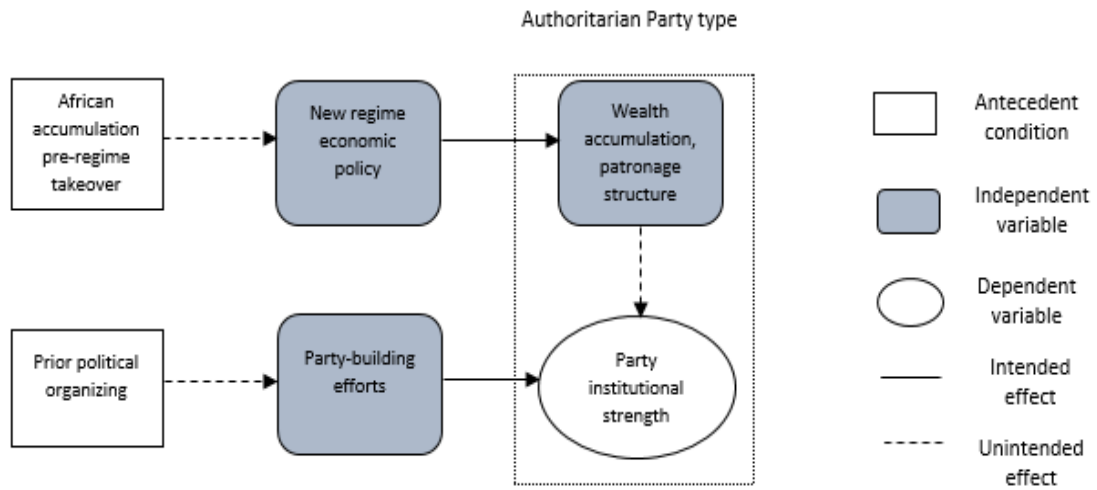 Authoritarian Party type
African
accumulation
pre-regime
takeover
New regime
economic
policy
Wealth
accumulation,
patronage
structure
Prior political
organizing
Party-building
efforts
Party
institutional
strength
Antecedent
condition
Independent
variable
Dependent
variable
Intended
effect
Unintended
effect